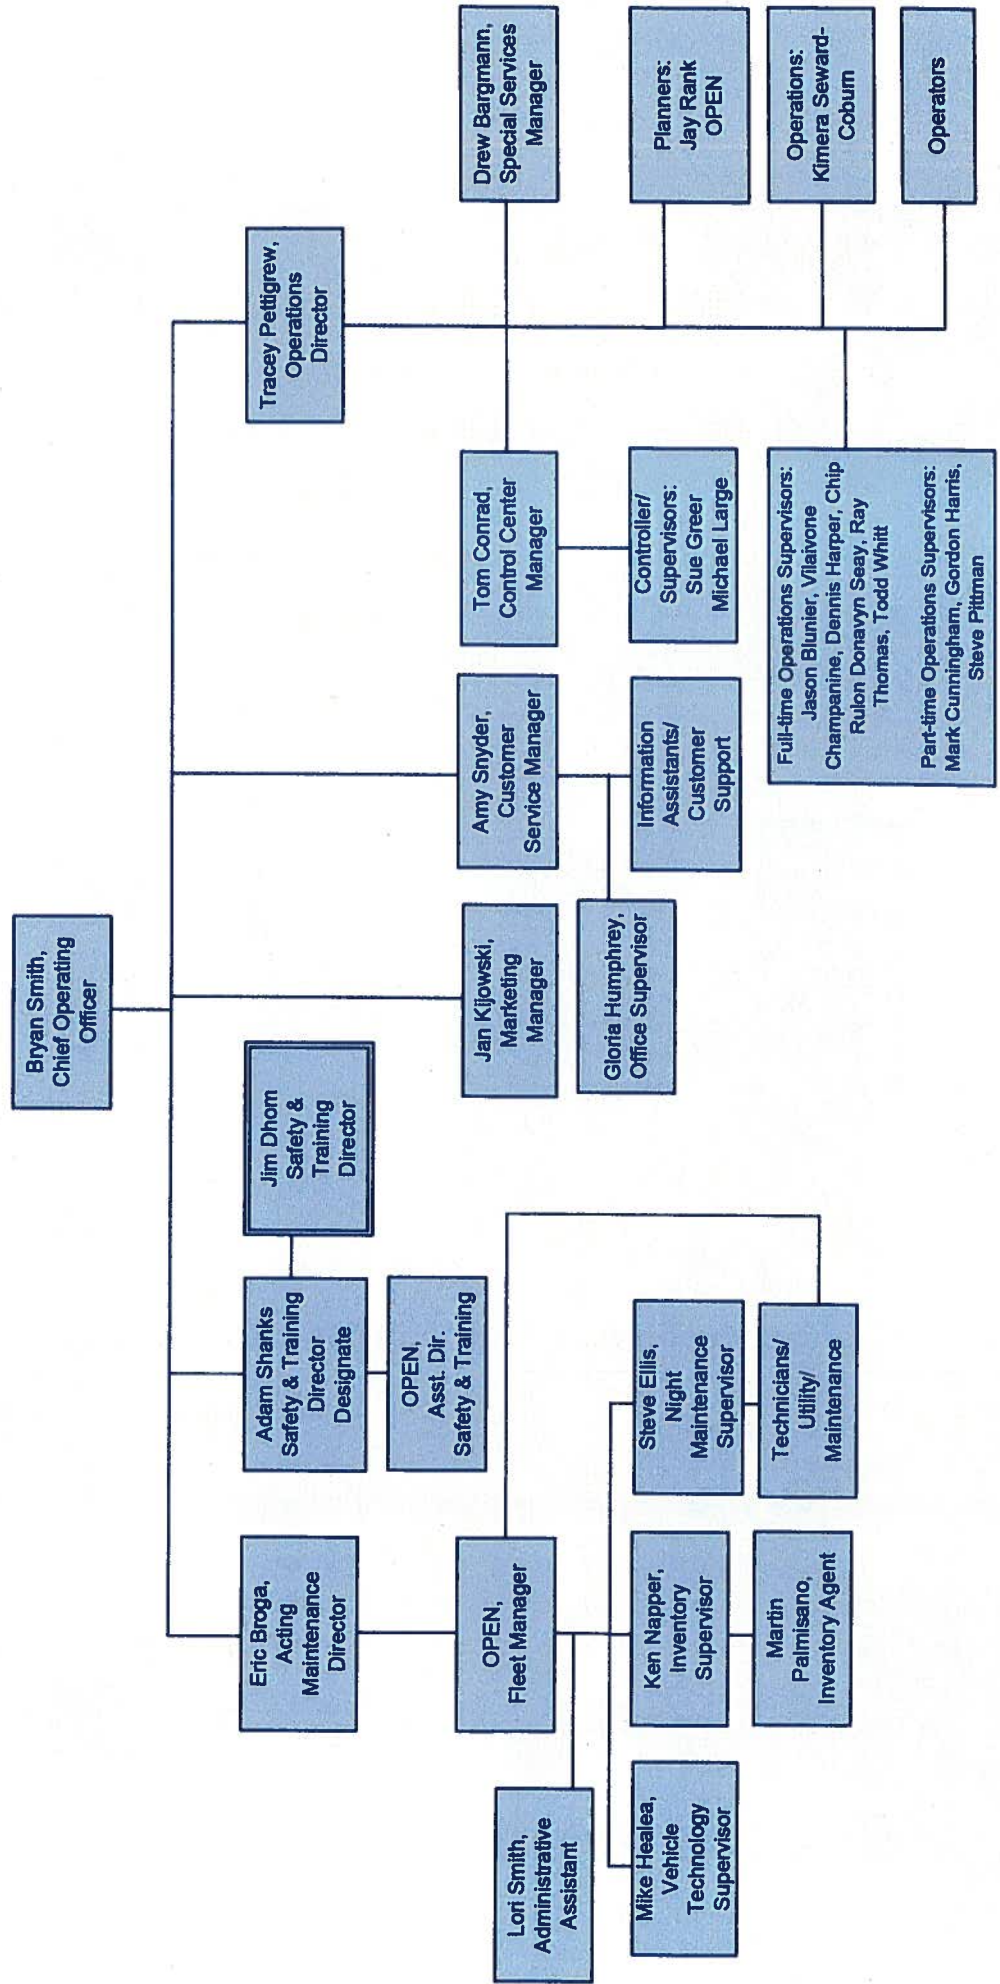 Bryan Smith,
Chief Operating
Officer
Eric Broga,
Acting
Maintenance
Director
Adam Shanks
Safety & Training
Director
Designate
Jim Dhom
Safety &
Training
Director
Tracey Pettigrew,
Operations
Director
OPEN,
Asst. Dir.
Safety & Training
OPEN,
Fleet Manager
Jan Kijowski,
Marketing
Manager
Amy Snyder,
Customer
Service Manager
Tom Conrad,
Control Center
Manager
Drew Bargmann,
Special Services
Manager
Lori Smith,
Administrative
Assistant
Gloria Humphrey,
Office Supervisor
Mike Healea,
Vehicle
Technology
Supervisor
Ken Napper,
Inventory
Supervisor
Steve Ellis,
Night
Maintenance
Supervisor
Information
Assistants/
Customer
Support
Controller/
Supervisors:
Sue Greer
Michael Large
Planners:
Jay Rank
OPEN
Martin
Palmisano,
Inventory Agent
Technicians/
Utility/
Maintenance
Full-time Operations Supervisors:
Jason Blunier, Vilaivone
Champanine, Dennis Harper, Chip
Rulon Donavyn Seay, Ray
Thomas, Todd Whitt
Part-time Operations Supervisors:
Mark Cunningham, Gordon Harris,
Steve Pittman
Operations:
Kimera Seward-
Coburn
Operators